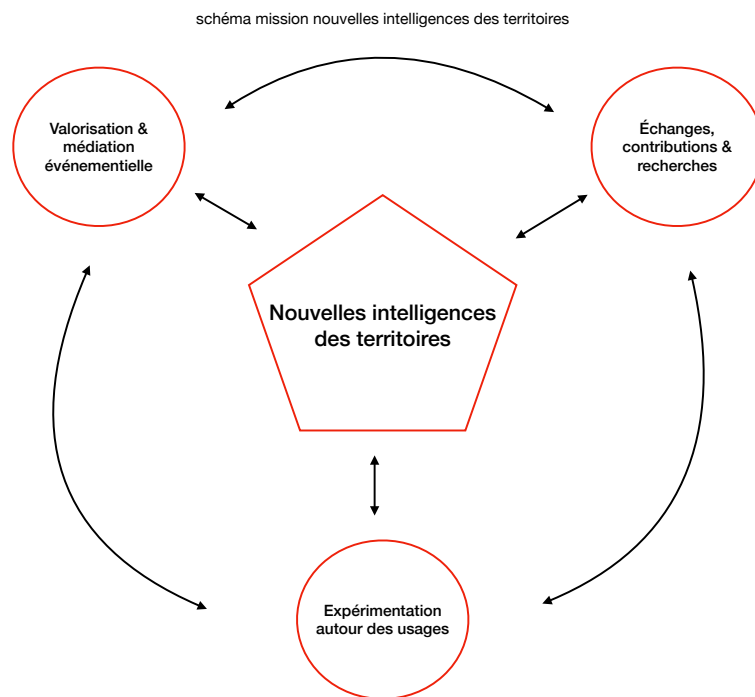 schéma mission nouvelles intelligences des territoires
Valorisation &
médiation
événementielle
Échanges,
contributions &
recherches
Nouvelles intelligences
des territoires
Expérimentation
autour des usages